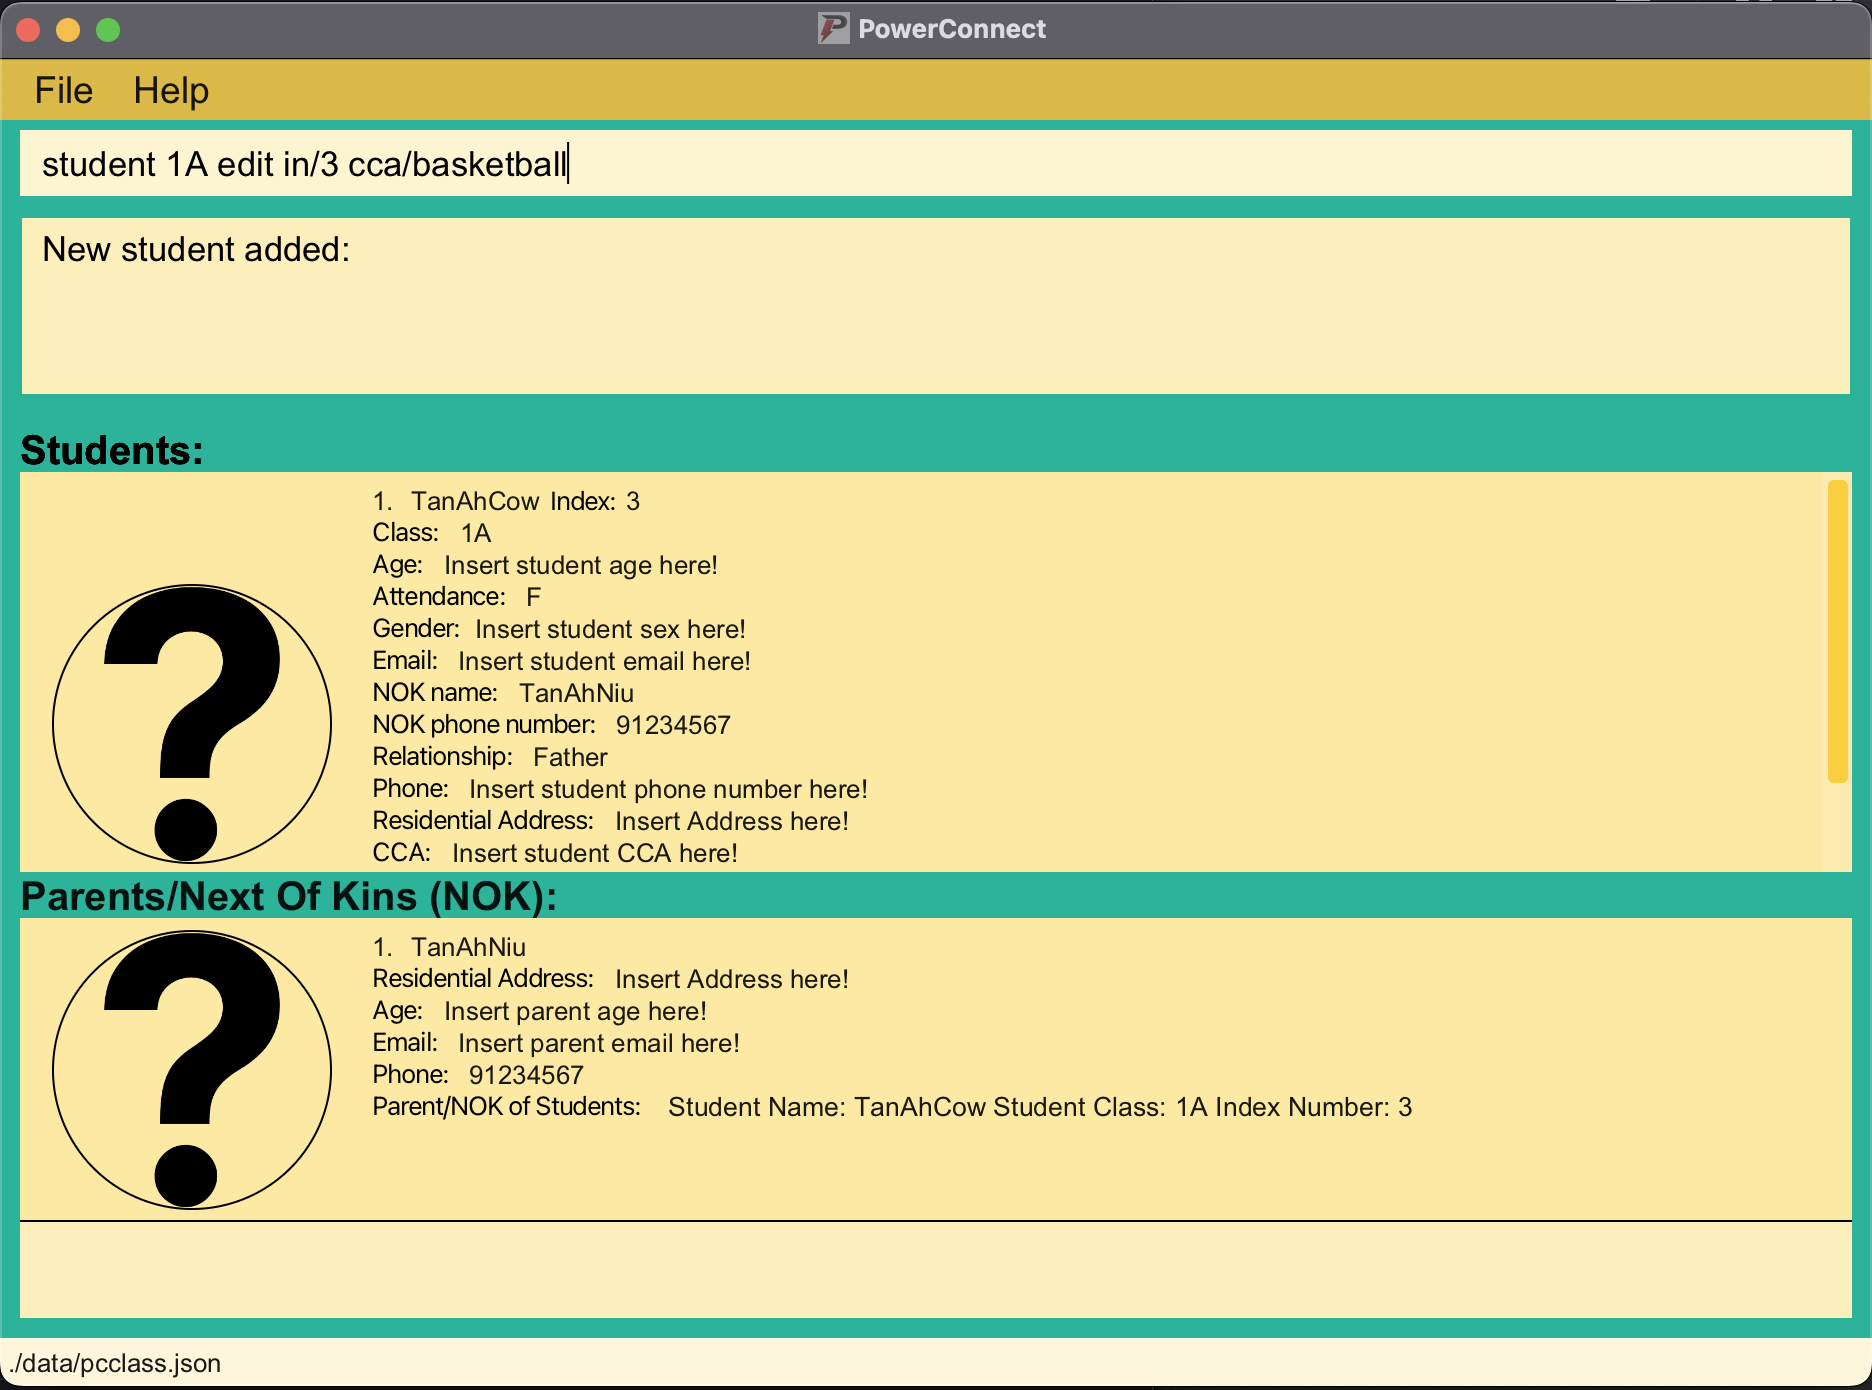 PowerConnect
File Help
student 1A edit in/3 cca/basketball
New student added:
Students:
1. TanAhCow Index: 3
Class: 1A
Age: Insert student age here!
Attendance: F
Gender: Insert student sex here!
Email: Insert student email here!
NOK name: TanAhNiu
NOK phone number: 91234567
Relationship: Father
Phone: Insert student phone number here!
Residential Address: Insert Address here!
CCA: Insert student CCA here!
Parents/Next Of Kins (NOK):
1. TanAhNiu
Residential Address: Insert Address here!
Age: Insert parent age here!
Email: Insert parent email here!
Phone: 91234567
Parent/NOK of Students: Student Name: TanAhCow Student Class: 1A Index Number: 3
./data/pcclass.json